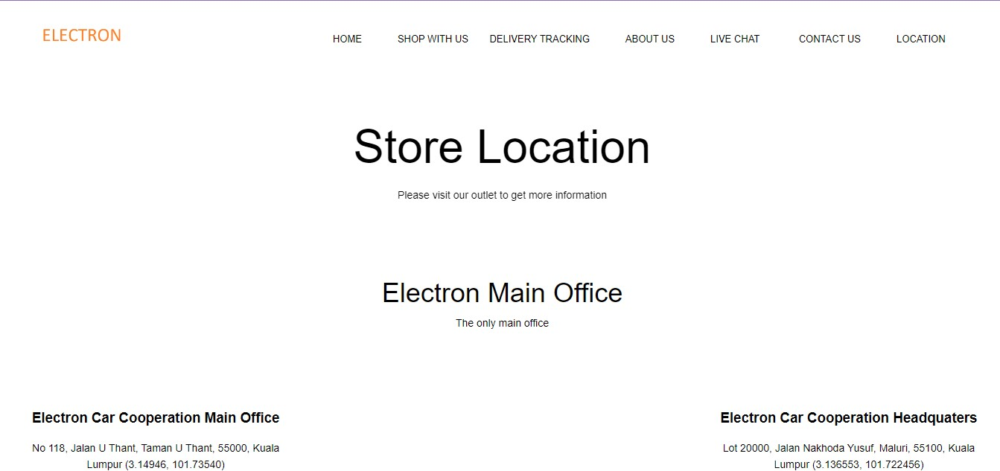 ELECTRON
HOME SHOP WITH US DELIVERY TRACKING ABOUT US LIVE CHAT CONTACT US LOCATION
Store Location
Please visit our outlet to get more information
Electron Main Office
The only main office
Electron Car Cooperation Main Office
No 118, Jalan U Thant, Taman U Thant, 55000, Kuala
Lumpur (3.14946, 101.73540)
Electron Car Cooperation Headquaters
Lot 20000, Jalan Nakhoda Yusuf, Maluri, 55100, Kuala
Lumpur (3.136553, 101.722456)